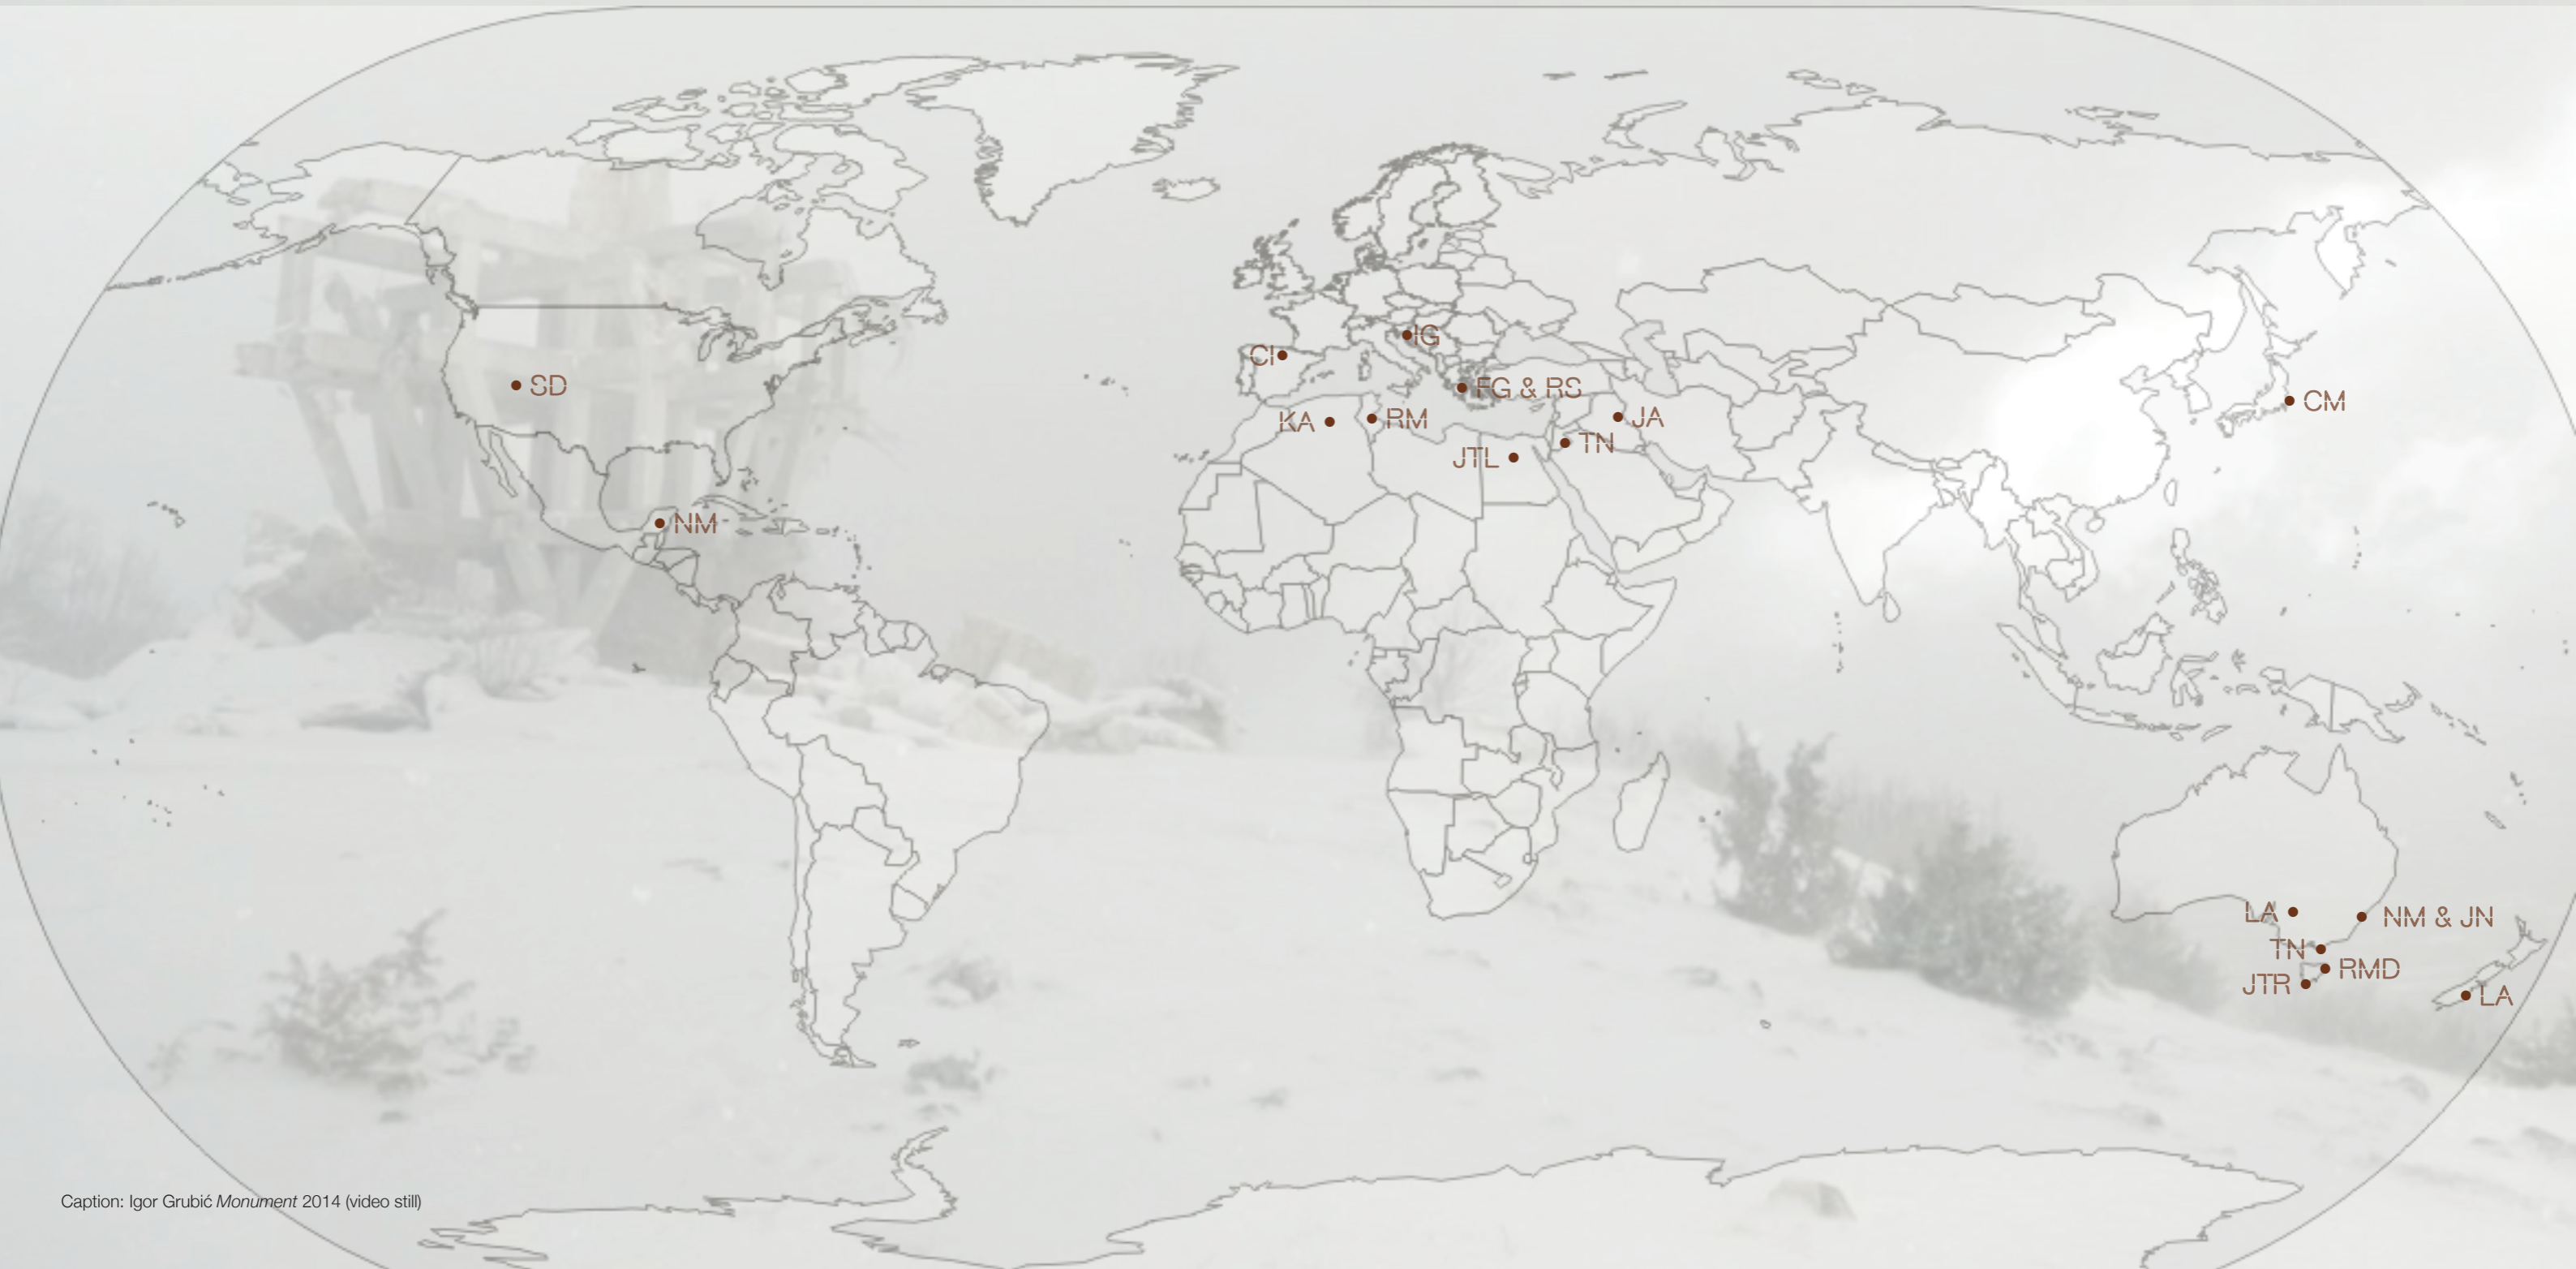 IG
CI
SD
FG & RS
CM
KA
RM
JA
TN
JTL
NM
LA
NM & JN
TN
RMD
JTR
LA
Caption: Igor Grubić Monument 2014 (video still)